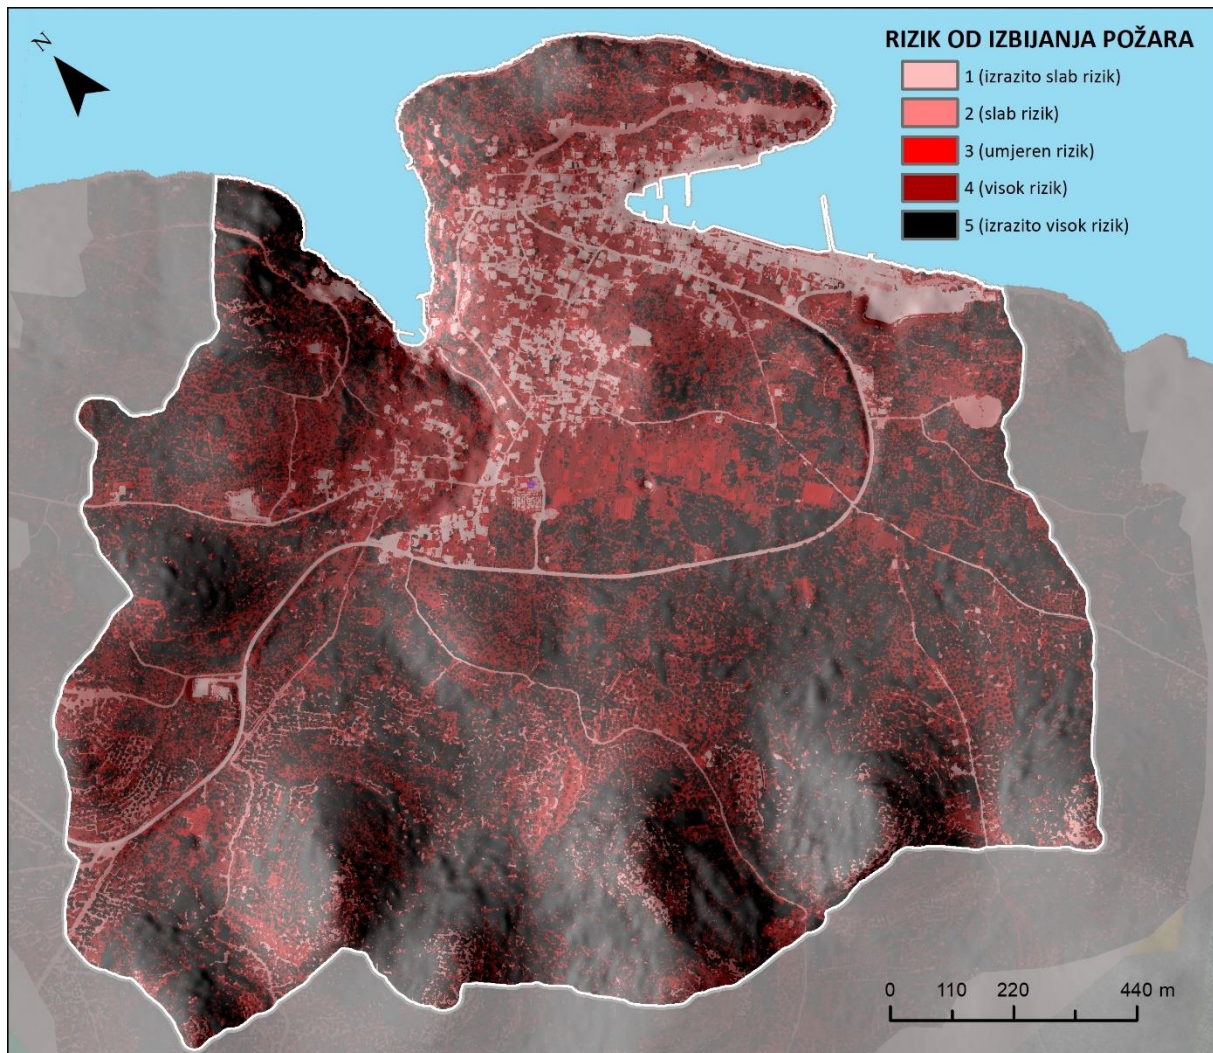 N
RIZIK OD IZBIJANJA POŽARA
1 (izrazito slab rizik)
2 (slab rizik)
3 (umjeren rizik)
4 (visok rizik)
5 (izrazito visok rizik)
0 110 220 440 m